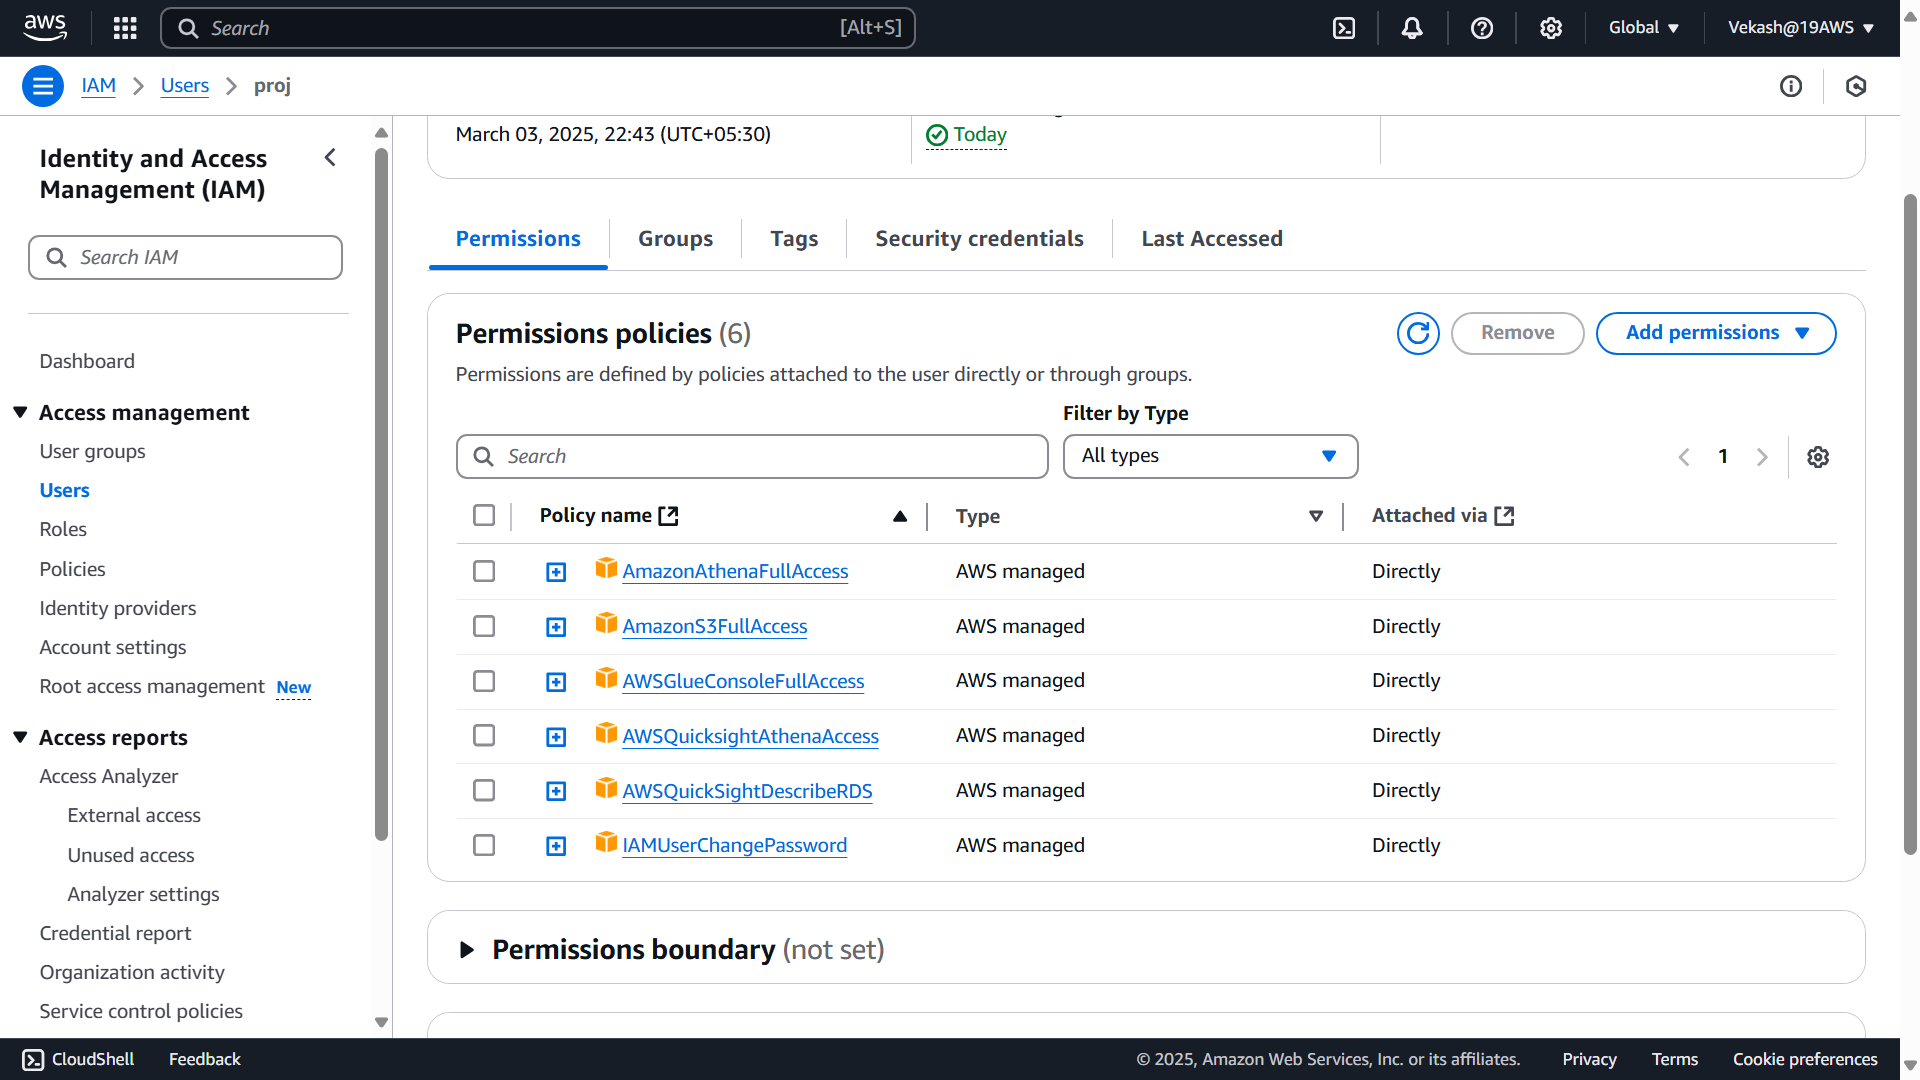 aws
Search
[Alt+S]
Global
Vekash@19AWS
IAM
Users
proj
Identity and Access
Management (IAM)
Search IAM
Dashboard
Access management
User groups
Users
Roles
Policies
Identity providers
Account settings
Root access management New
Access reports
Access Analyzer
External access
Unused access
Analyzer settings
Credential report
Organization activity
Service control policies
March 03, 2025, 22:43 (UTC+05:30)
Today
Permissions
Groups
Tags
Security credentials
Last Accessed
Permissions policies (6)
Remove
Add permissions
Permissions are defined by policies attached to the user directly or through groups.
Filter by Type
Search
All types
1
Policy name
Type
Attached via
AmazonAthenaFullAccess AWS managed Directly
AmazonS3FullAccess AWS managed Directly
AWSGlueConsoleFullAccess AWS managed Directly
AWSQuicksightAthenaAccess AWS managed Directly
AWSQuickSightDescribeRDS AWS managed Directly
IAMUserChangePassword AWS managed Directly
Permissions boundary (not set)
CloudShell
Feedback
© 2025, Amazon Web Services, Inc. or its affiliates.
Privacy
Terms
Cookie preferences